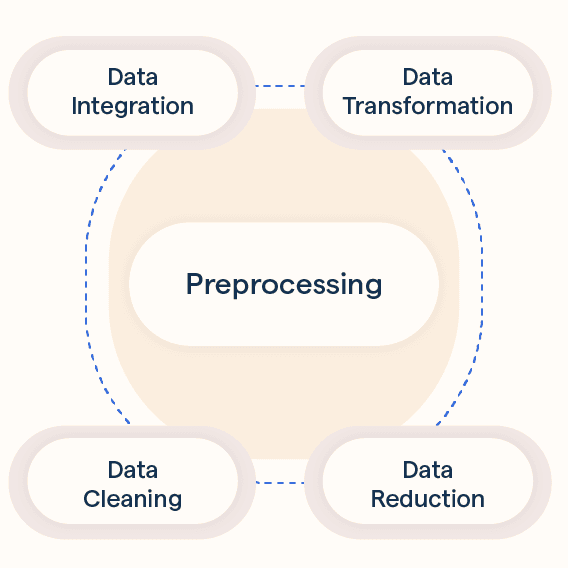 Data
Integration
Data
Transformation
Preprocessing
Data
Cleaning
Data
Reduction